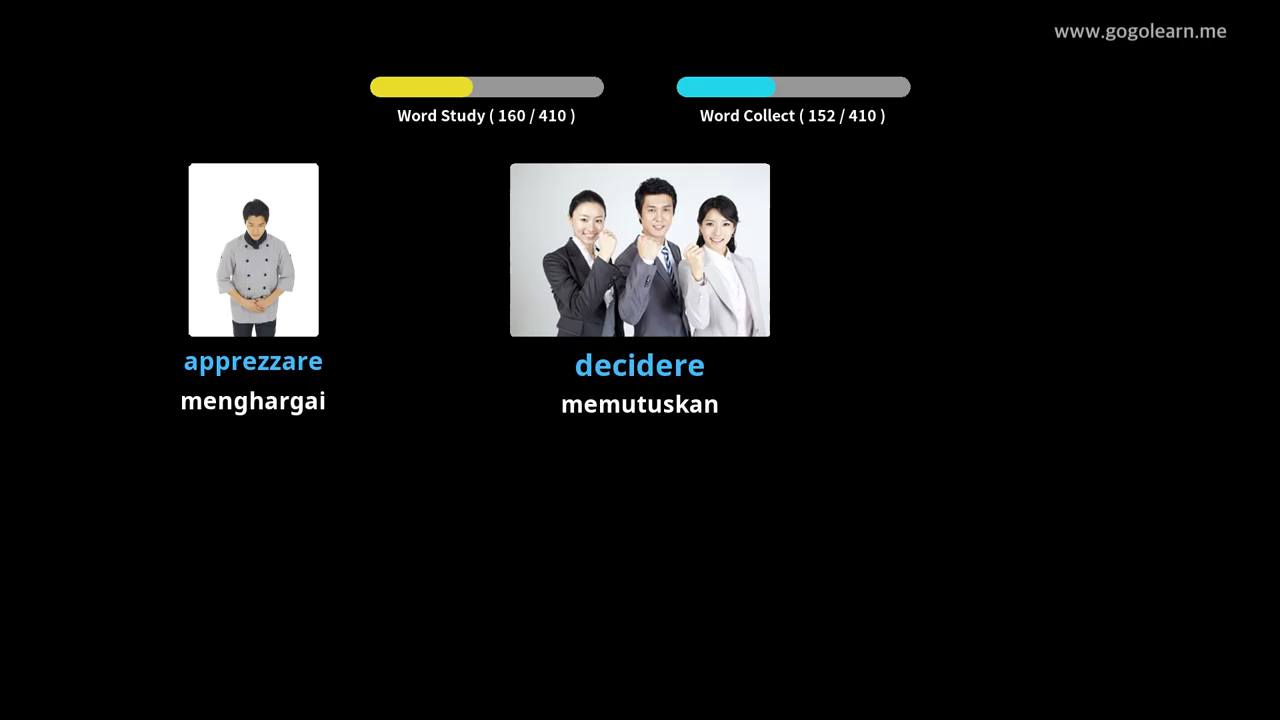 www.gogolearn.me
Word Study ( 160 / 410 )
Word Collect ( 152 / 410 )
apprezzare
menghargai
decidere
memutuskan